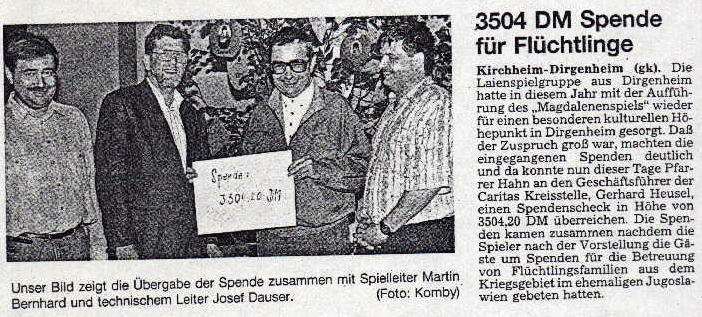 Spende:
3504.20 DM
Unser Bild zeigt die Übergabe der Spende zusammen mit Spielleiter Martin
Bernhard und technischem Leiter Josef Dauser. (Foto: Komby)
3504 DM Spende
für Flüchtlinge
Kirchheim-Dirgenheim (gk). Die
Laienspielgruppe aus Dirgenheim
hatte in diesem Jahr mit der Auffüh-
rung des „Magdalenenspiels“ wieder
für einen besonderen kulturellen Hö-
hepunkt in Dirgenheim gesorgt. Daß
der Zuspruch groß war, machten die
eingegangenen Spenden deutlich
und da konnte nun dieser Tage Pfar-
rer Hahn an den Geschäftsführer der
Caritas Kreisstelle, Gerhard Heusel,
einen Spendenscheck in Höhe von
3504,20 DM überreichen. Die Spen-
den kamen zusammen nachdem die
Spieler nach der Vorstellung die Gä-
ste um Spenden für die Betreuung
von Flüchtlingsfamilien aus dem
Kriegsgebiet im ehemaligen Jugosla-
wien gebeten hatten.